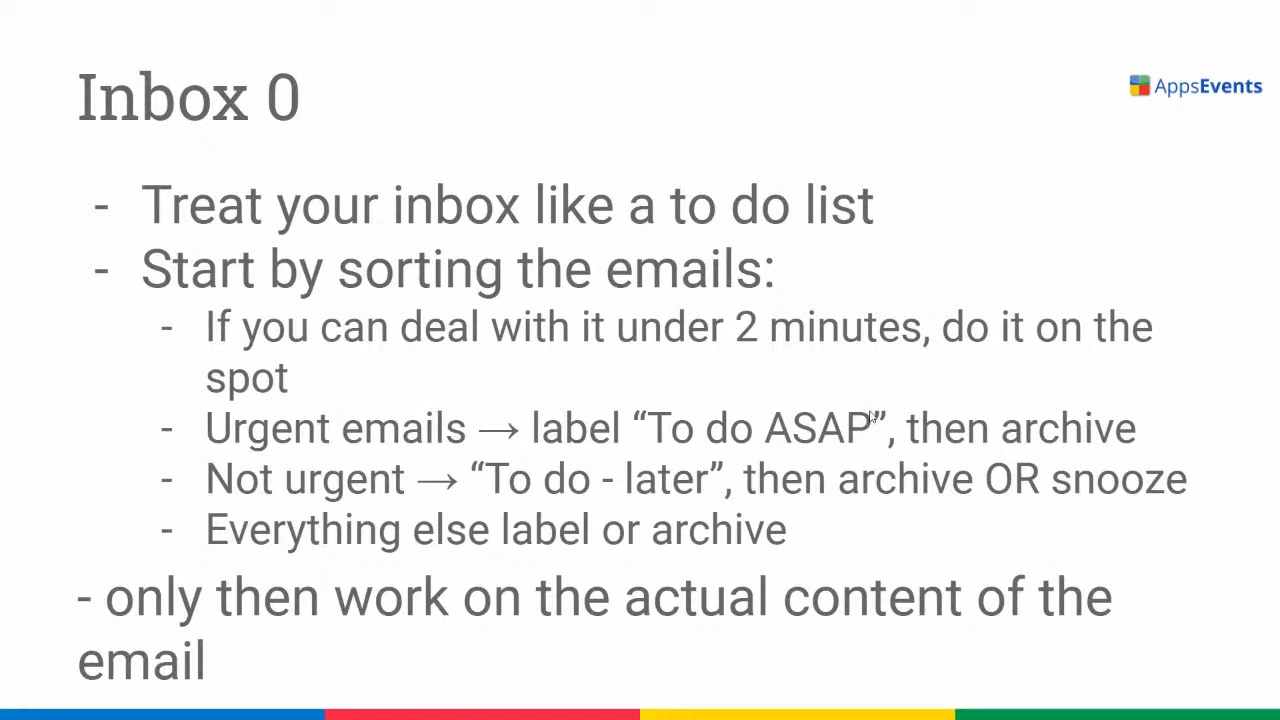 Inbox 0
AppsEvents
- Treat your inbox like a to do list
- Start by sorting the emails:
- If you can deal with it under 2 minutes, do it on the
spot
- Urgent emails → label “To do ASAP”, then archive
- Not urgent → “To do - later”, then archive OR snooze
- Everything else label or archive
- only then work on the actual content of the
email